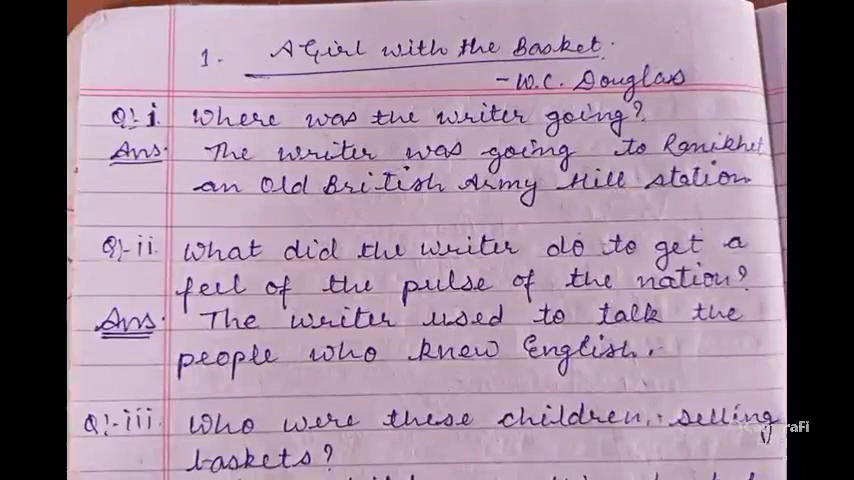 1. A Girl with the Basket.
- W.C. Douglas
Q:- i. Where was the writer going?
Ans. The writer was going to Ranikhet
an Old British Army Hill station
Q:- ii. What did the writer do to get a
feel of the pulse of the nation?
Ans. The writer used to talk the
people who knew English.
Q:- iii. Who were these children, selling
baskets?